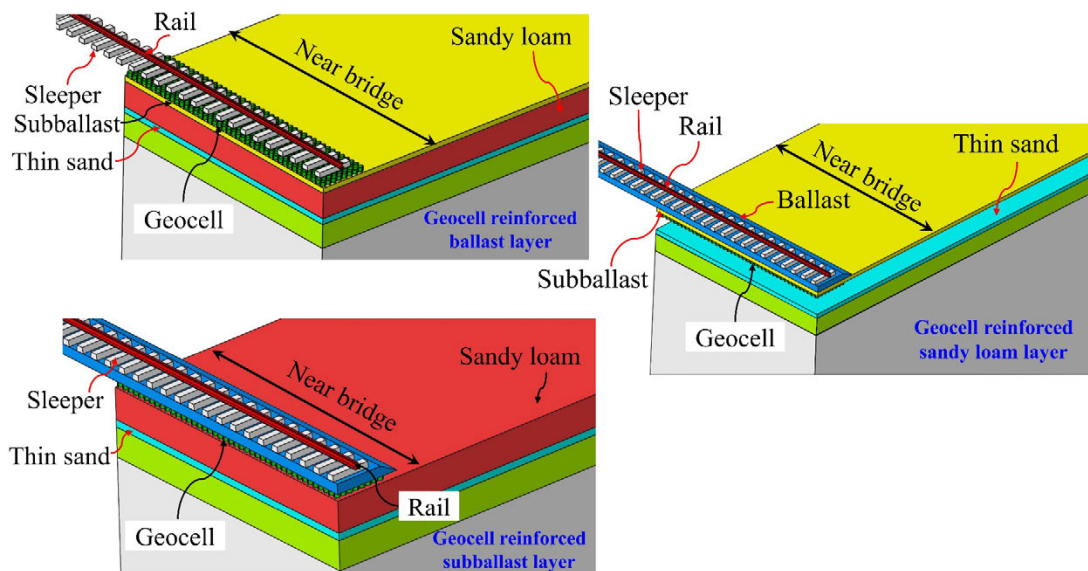 Rail
Sandy loam
Near bridge
Sleeper
Subballast
Thin sand
Geocell
Geocell reinforced
ballast layer
Sleeper
Rail
Near bridge
Thin sand
Ballast
Subballast
Geocell
Geocell reinforced
sandy loam layer
Sandy loam
Near bridge
Sleeper
Thin sand
Rail
Geocell
Geocell reinforced
subballast layer